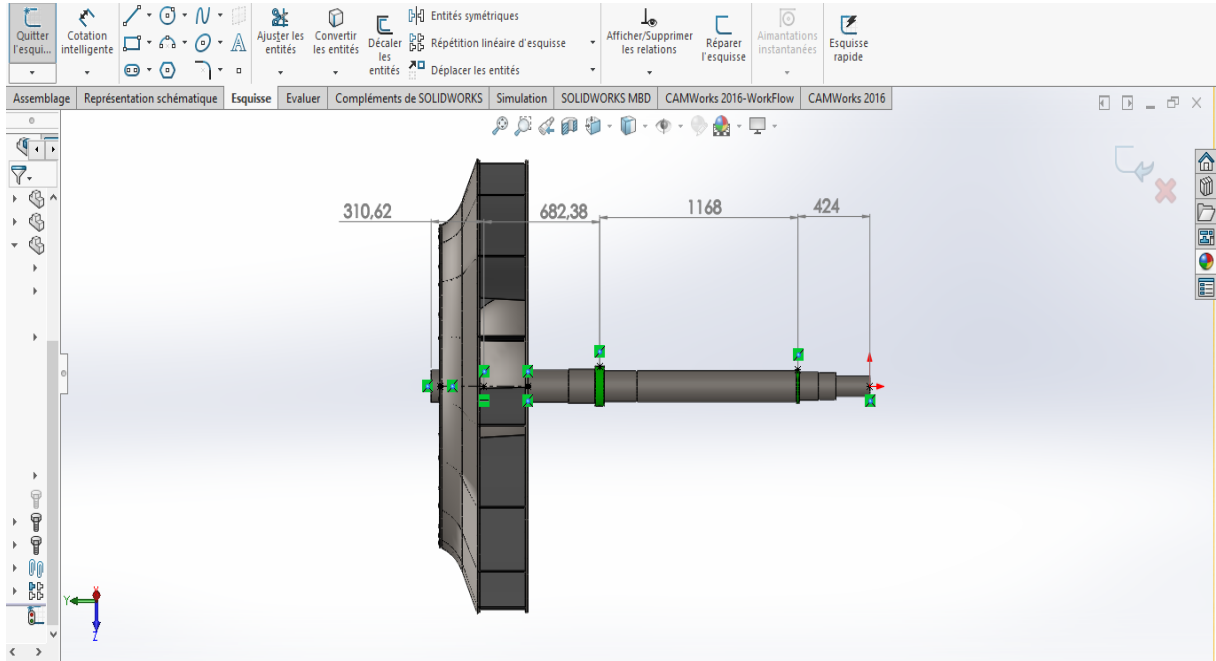 Quitter
l'esqui...
Cotation
intelligente
Ajuster les
entités
Convertir
les entités
Décaler
les
entités
Entités symétriques
Répétition linéaire d'esquisse
Déplacer les entités
Afficher/Supprimer
les relations
Réparer
l'esquisse
Aimantations
instantanées
Esquisse
rapide
Assemblage Représentation schématique Esquisse Evaluer Compléments de SOLIDWORKS Simulation SOLIDWORKS MBD CAMWorks 2016-WorkFlow CAMWorks 2016
310,62 682,38 1168 424
Y
Z